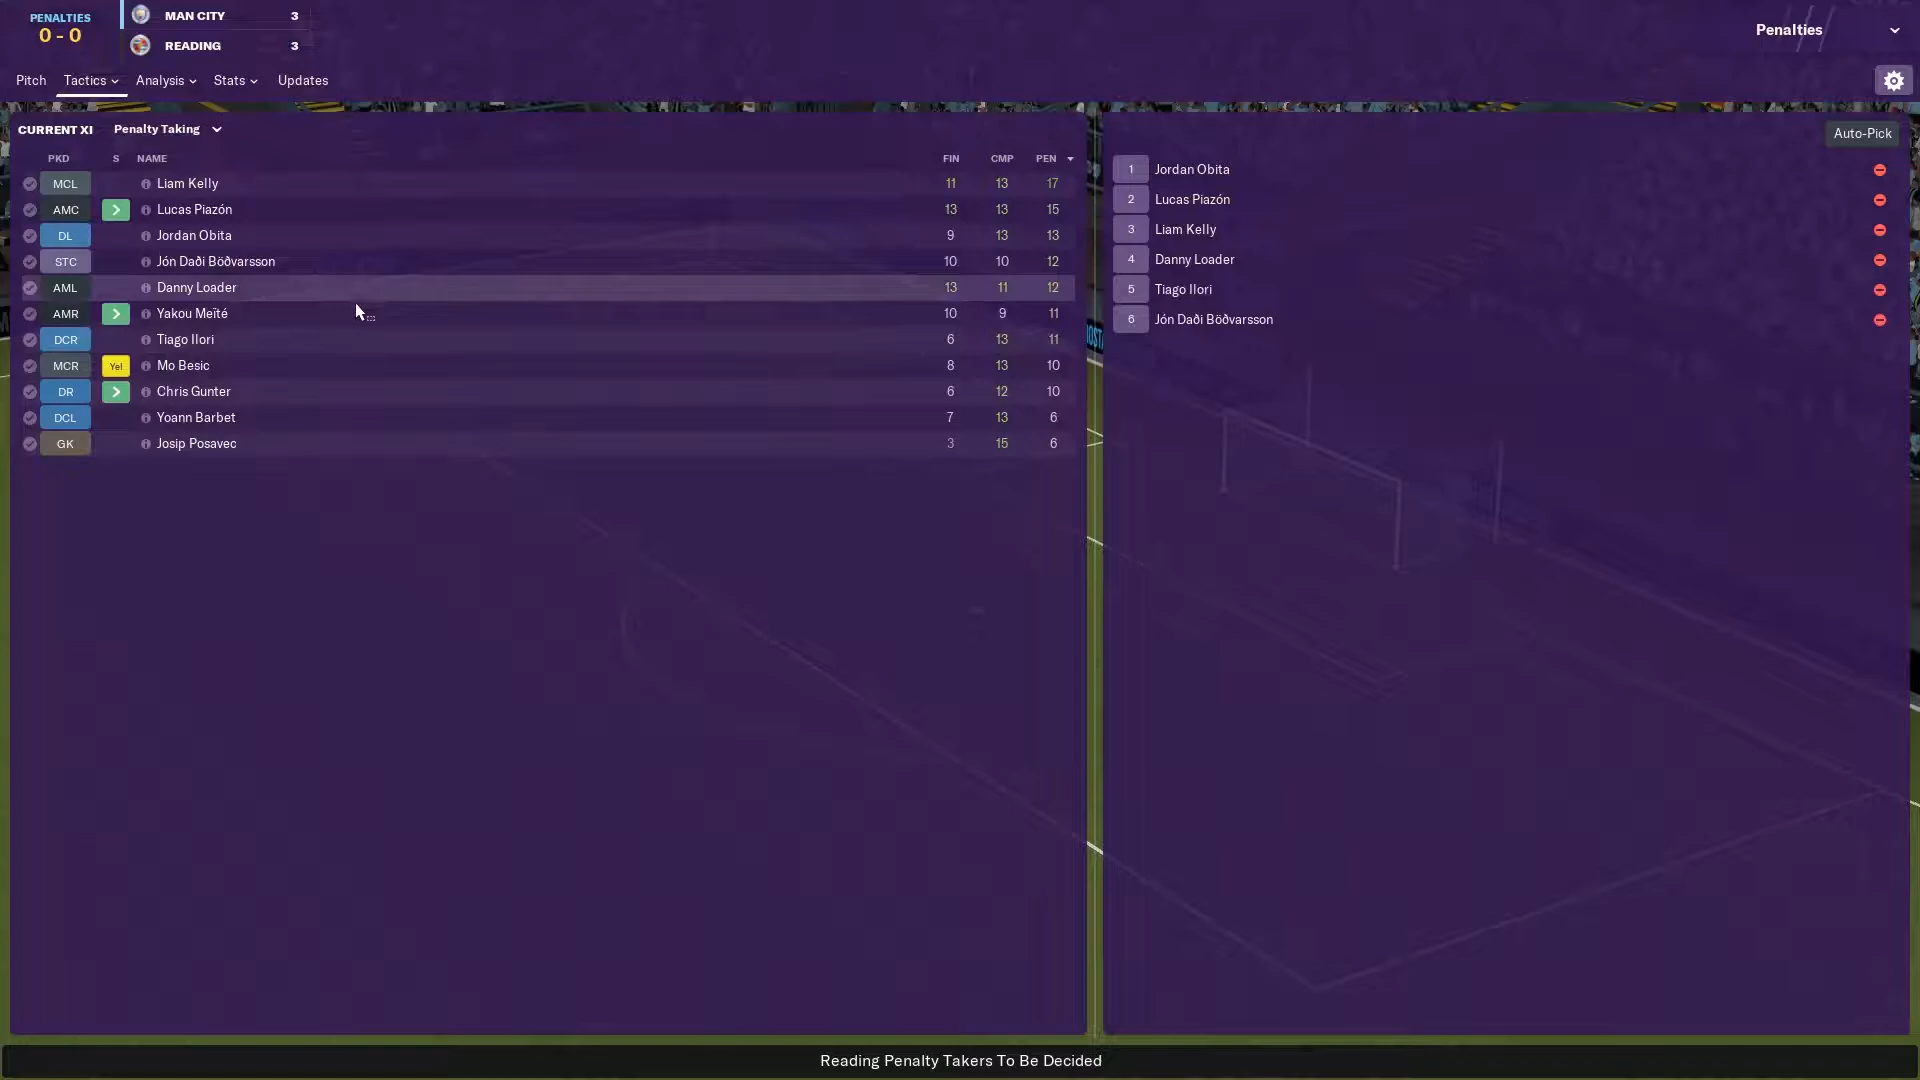 PENALTIES
0 - 0
MAN CITY 3
READING 3
Penalties
Pitch Tactics Analysis Stats Updates
CURRENT XI Penalty Taking
Auto-Pick
PKD S NAME FIN CMP PEN
MCL Liam Kelly 11 13 17
AMC Lucas Piazón 13 13 15
DL Jordan Obita 9 13 13
STC Jón Daði Böðvarsson 10 10 12
AML Danny Loader 13 11 12
AMR Yakou Meïté 10 9 11
DCR Tiago Ilori 6 13 11
MCR Yel Mo Besic 8 13 10
DR Chris Gunter 6 12 10
DCL Yoann Barbet 7 13 6
GK Josip Posavec 3 15 6
1 Jordan Obita
2 Lucas Piazón
3 Liam Kelly
4 Danny Loader
5 Tiago Ilori
6 Jón Daði Böðvarsson
Reading Penalty Takers To Be Decided